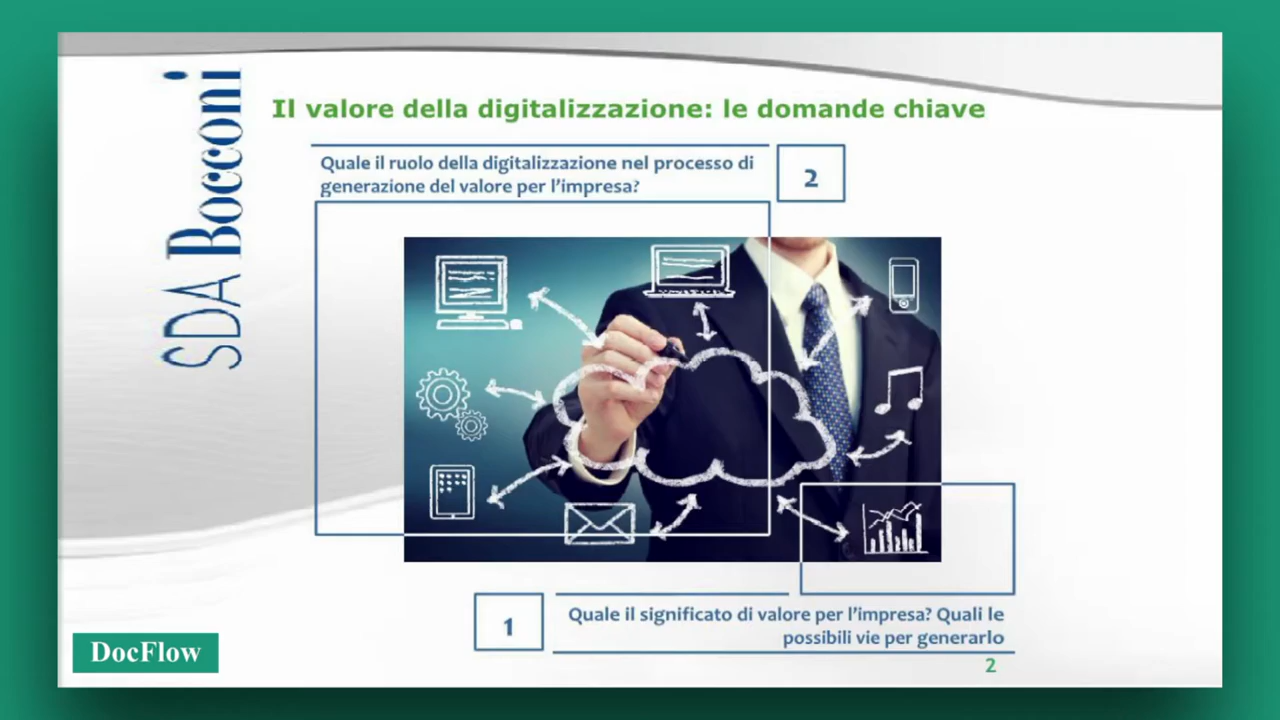 SDA Bocconi
Il valore della digitalizzazione: le domande chiave
Quale il ruolo della digitalizzazione nel processo di
generazione del valore per l'impresa?
2
1
Quale il significato di valore per l'impresa? Quali le
possibili vie per generarlo
2
DocFlow